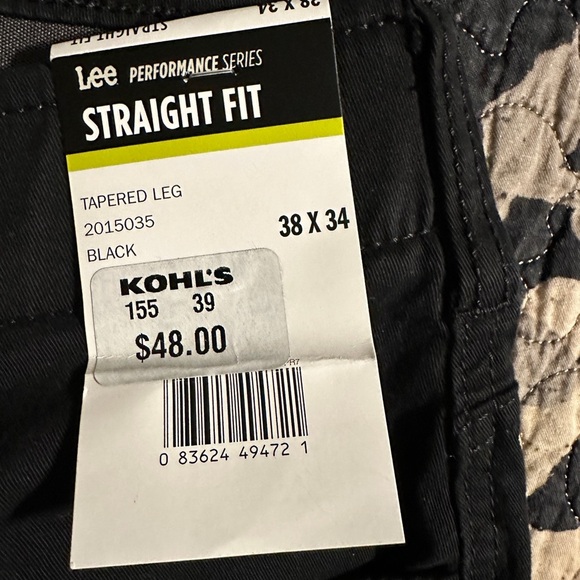 STRAIGHT FIT
38 X 34
Lee PERFORMANCE SERIES
STRAIGHT FIT
TAPERED LEG
2015035
38 X 34
BLACK
KOHL'S
155 39
$48.00
-R7
0 83624 49472 1